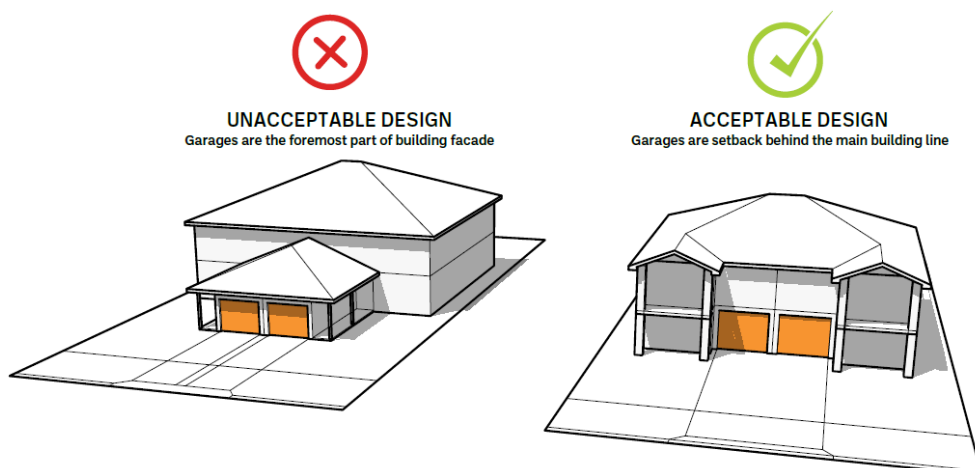 UNACCEPTABLE DESIGN
Garages are the foremost part of building facade
ACCEPTABLE DESIGN
Garages are setback behind the main building line